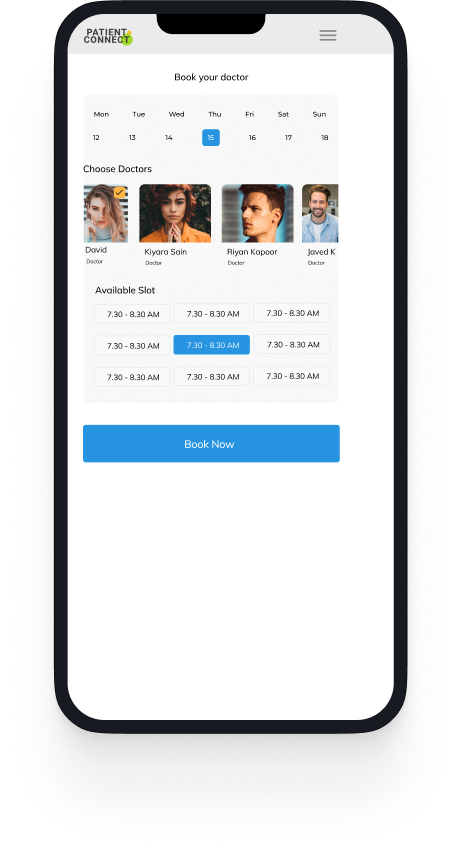 PATIENT
CONNECT
Book your doctor
Mon Tue Wed Thu Fri Sat Sun
12 13 14 15 16 17 18
Choose Doctors
David Kiyara Sain Riyan Kapoor Javed K
Doctor Doctor Doctor Doctor
Available Slot
7.30 - 8.30 AM 7.30 - 8.30 AM 7.30 - 8.30 AM
7.30 - 8.30 AM 7.30 - 8.30 AM 7.30 - 8.30 AM
7.30 - 8.30 AM 7.30 - 8.30 AM 7.30 - 8.30 AM
Book Now